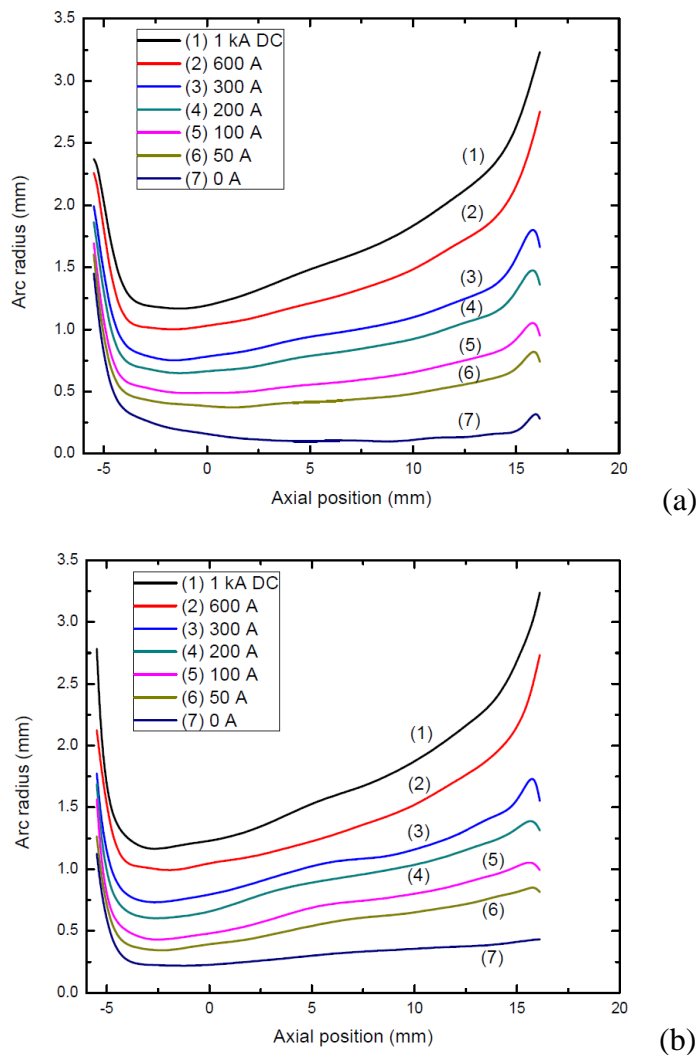 3.5
3.0
2.5
2.0
1.5
1.0
0.5
0.0
Arc radius (mm)
(1) 1 kA DC
(2) 600 A
(3) 300 A
(4) 200 A
(5) 100 A
(6) 50 A
(7) 0 A
(1)
(2)
(3)
(4)
(5)
(6)
(7)
-5
0
5
10
15
20
Axial position (mm)
(a)
3.5
3.0
2.5
2.0
1.5
1.0
0.5
0.0
Arc radius (mm)
(1) 1 kA DC
(2) 600 A
(3) 300 A
(4) 200 A
(5) 100 A
(6) 50 A
(7) 0 A
(1)
(2)
(3)
(4)
(5)
(6)
(7)
-5
0
5
10
15
20
Axial position (mm)
(b)